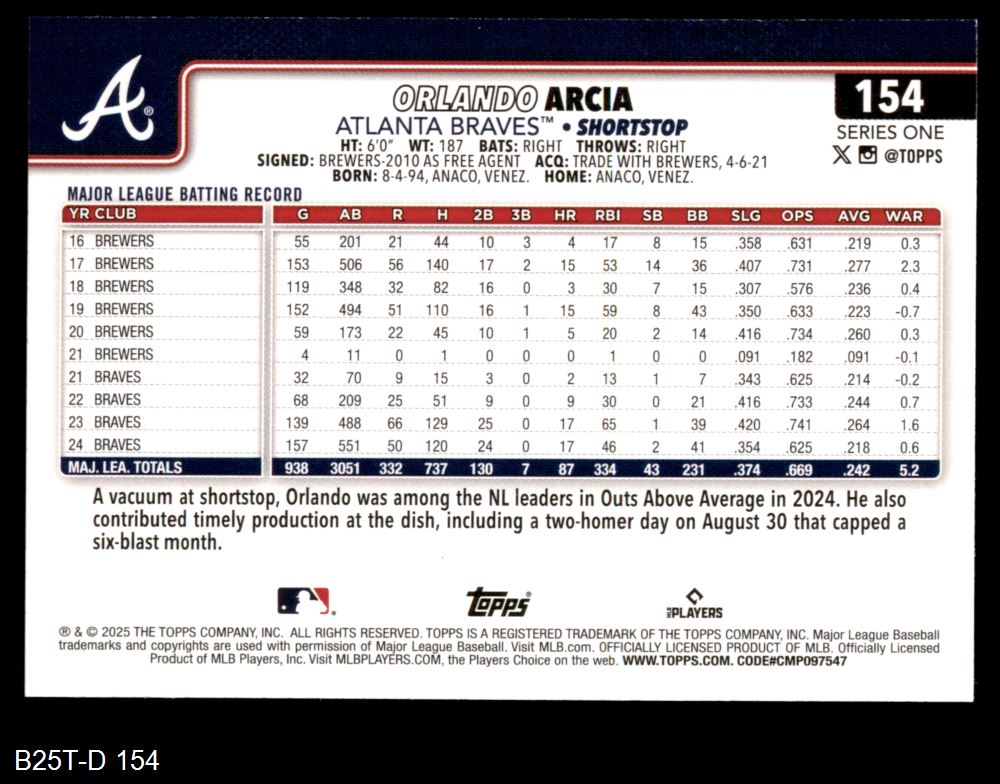 A®
ORLANDO ARCIA
154
ATLANTA BRAVES™ • SHORTSTOP
SERIES ONE
HT: 6'0" WT: 187 BATS: RIGHT THROWS: RIGHT
@TOPPS
SIGNED: BREWERS-2010 AS FREE AGENT ACQ: TRADE WITH BREWERS, 4-6-21
BORN: 8-4-94, ANACO, VENEZ. HOME: ANACO, VENEZ.
MAJOR LEAGUE BATTING RECORD
YR CLUB G AB R H 2B 3B HR RBI SB BB SLG OPS AVG WAR
16 BREWERS 55 201 21 44 10 3 4 17 8 15 .358 .631 .219 0.3
17 BREWERS 153 506 56 140 17 2 15 53 14 36 .407 .731 .277 2.3
18 BREWERS 119 348 32 82 16 0 3 30 7 15 .307 .576 .236 0.4
19 BREWERS 152 494 51 110 16 1 15 59 8 43 .350 .633 .223 -0.7
20 BREWERS 59 173 22 45 10 1 5 20 2 14 .416 .734 .260 0.3
21 BREWERS 4 11 0 1 0 0 0 1 0 0 .091 .182 .091 -0.1
21 BRAVES 32 70 9 15 3 0 2 13 1 7 .343 .625 .214 -0.2
22 BRAVES 68 209 25 51 9 0 9 30 0 21 .416 .733 .244 0.7
23 BRAVES 139 488 66 129 25 0 17 65 1 39 .420 .741 .264 1.6
24 BRAVES 157 551 50 120 24 0 17 46 2 41 .354 .625 .218 0.6
MAJ. LEA. TOTALS 938 3051 332 737 130 7 87 334 43 231 .374 .669 .242 5.2
A vacuum at shortstop, Orlando was among the NL leaders in Outs Above Average in 2024. He also
contributed timely production at the dish, including a two-homer day on August 30 that capped a
six-blast month.
Topps®
MLB PLAYERS
® & © 2025 THE TOPPS COMPANY, INC. ALL RIGHTS RESERVED. TOPPS IS A REGISTERED TRADEMARK OF THE TOPPS COMPANY, INC. Major League Baseball
trademarks and copyrights are used with permission of Major League Baseball. Visit MLB.com. OFFICIALLY LICENSED PRODUCT OF MLB. Officially Licensed
Product of MLB Players, Inc. Visit MLBPLAYERS.COM, the Players Choice on the web. WWW.TOPPS.COM. CODE#CMP097547
B25T-D 154